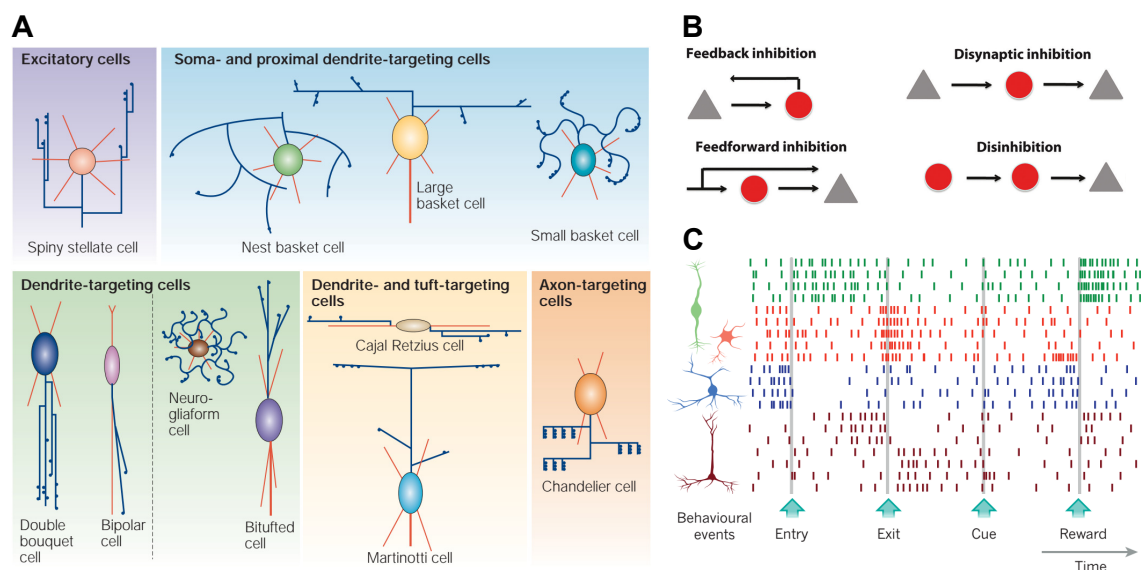 A
Excitatory cells
Spiny stellate cell
Soma- and proximal dendrite-targeting cells
Nest basket cell
Large
basket cell
Small basket cell
Dendrite-targeting cells
Double
bouquet
cell
Bipolar
cell
Neuro-
gliaform
cell
Bitufted
cell
Dendrite- and tuft-targeting
cells
Cajal Retzius cell
Martinotti cell
Axon-targeting
cells
Chandelier cell
B
Feedback inhibition
Disynaptic inhibition
Feedforward inhibition
Disinhibition
C
Behavioural
events
Entry
Exit
Cue
Reward
Time